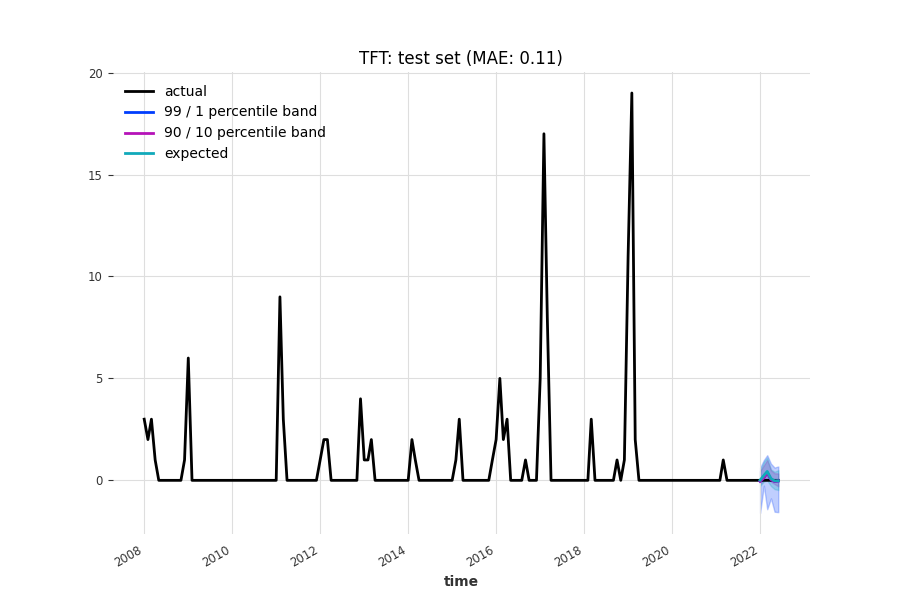 TFT: test set (MAE: 0.11)
20
actual
99 / 1 percentile band
90 / 10 percentile band
expected
15
10
5
0
2008 2010 2012 2014 2016 2018 2020 2022
time